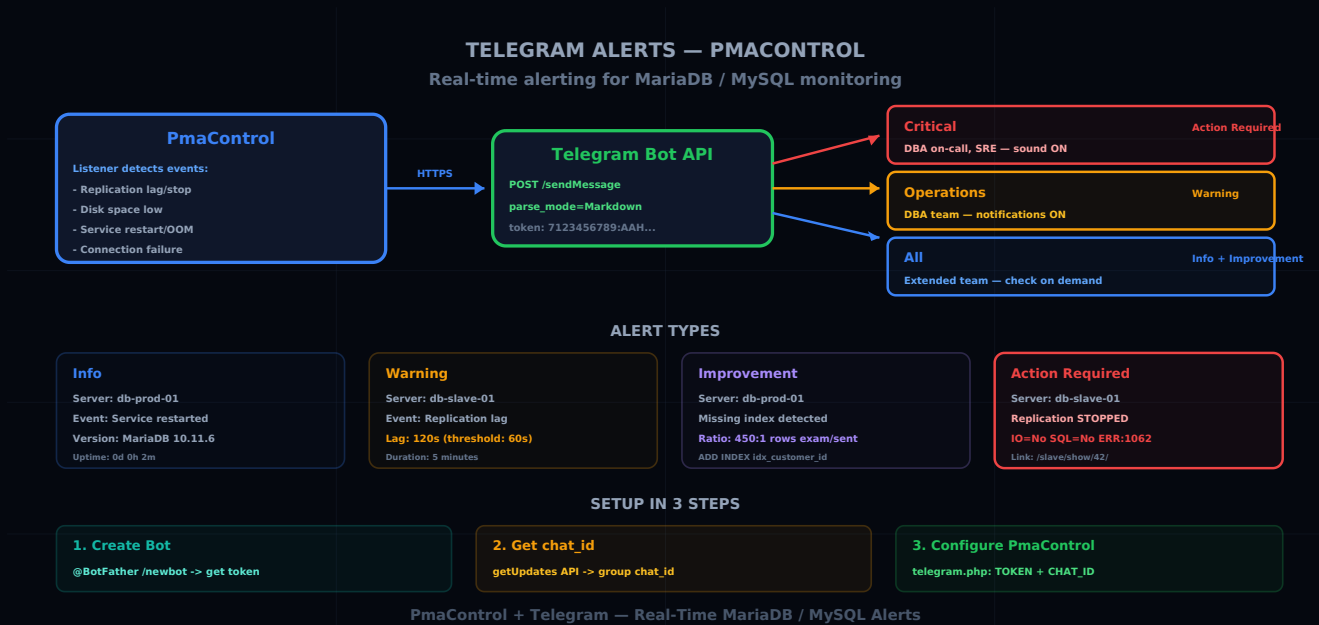 TELEGRAM ALERTS — PMACONTROL
Real-time alerting for MariaDB / MySQL monitoring
PmaControl
Listener detects events:
- Replication lag/stop
- Disk space low
- Service restart/OOM
- Connection failure
HTTPS
Telegram Bot API
POST /sendMessage
parse_mode=Markdown
token: 7123456789:AAH...
Critical
Action Required
DBA on-call, SRE — sound ON
Operations
Warning
DBA team — notifications ON
All
Info + Improvement
Extended team — check on demand
ALERT TYPES
Info
Server: db-prod-01
Event: Service restarted
Version: MariaDB 10.11.6
Uptime: 0d 0h 2m
Warning
Server: db-slave-01
Event: Replication lag
Lag: 120s (threshold: 60s)
Duration: 5 minutes
Improvement
Server: db-prod-01
Missing index detected
Ratio: 450:1 rows exam/sent
ADD INDEX idx_customer_id
Action Required
Server: db-slave-01
Replication STOPPED
IO=No SQL=No ERR:1062
Link: /slave/show/42/
SETUP IN 3 STEPS
1. Create Bot
@BotFather /newbot -> get token
2. Get chat_id
getUpdates API -> group chat_id
3. Configure PmaControl
telegram.php: TOKEN + CHAT_ID
PmaControl + Telegram — Real-Time MariaDB / MySQL Alerts